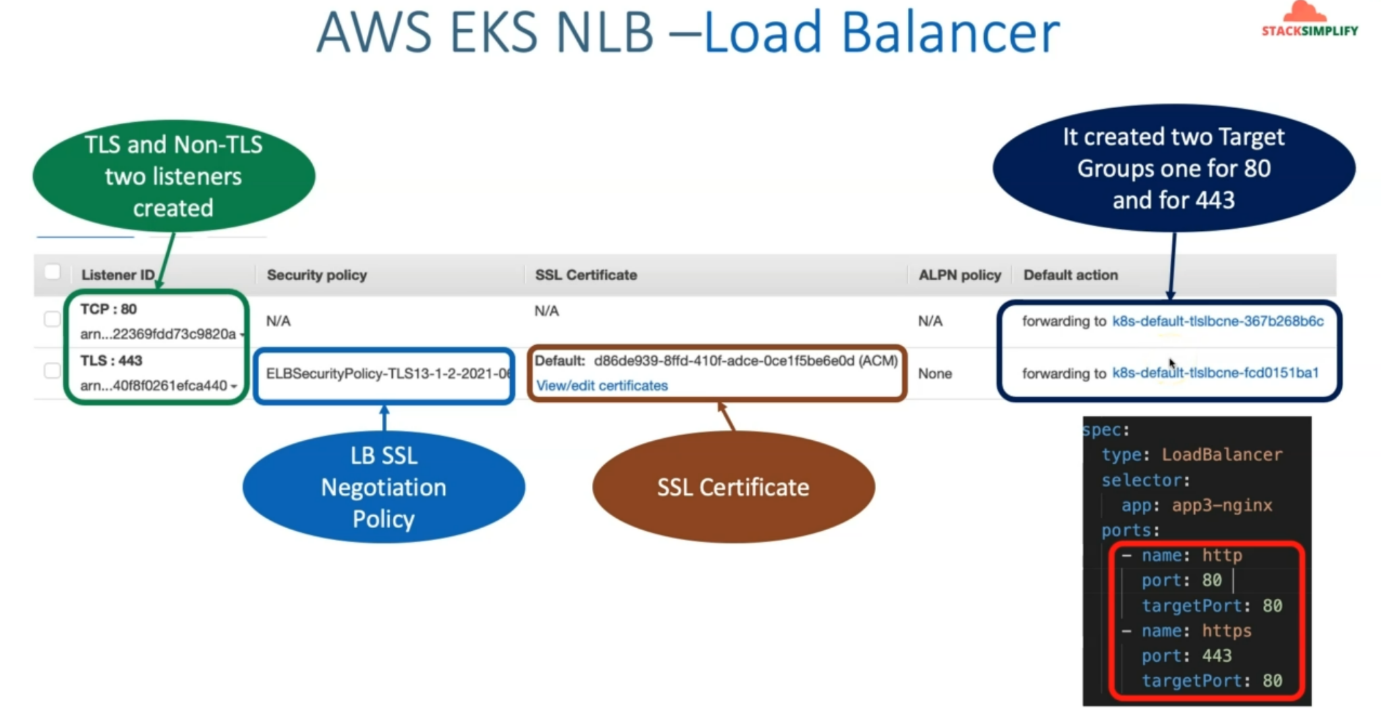 AWS EKS NLB –Load Balancer
STACKSIMPLIFY
TLS and Non-TLS
two listeners
created
It created two Target
Groups one for 80
and for 443
Listener ID
Security policy
SSL Certificate
ALPN policy
Default action
TCP : 80
arn...22369fdd73c9820a
N/A
N/A
N/A
forwarding to k8s-default-tlslbcne-367b268b6c
TLS : 443
arn...40f8f0261efca440
ELBSecurityPolicy-TLS13-1-2-2021-06
Default: d86de939-8ffd-410f-adce-0ce1f5be6e0d (ACM)
View/edit certificates
None
forwarding to k8s-default-tlslbcne-fcd0151ba1
LB SSL
Negotiation
Policy
SSL Certificate
spec:
type: LoadBalancer
selector:
app: app3-nginx
ports:
- name: http
port: 80
targetPort: 80
- name: https
port: 443
targetPort: 80